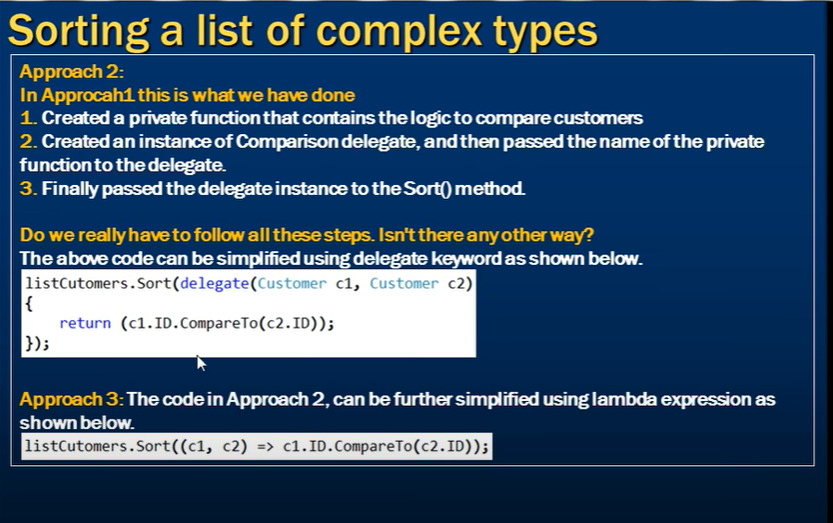 Sorting a list of complex types
Approach 2:
In Approcah1 this is what we have done
1. Created a private function that contains the logic to compare customers
2. Created an instance of Comparison delegate, and then passed the name of the private
function to the delegate.
3. Finally passed the delegate instance to the Sort() method.
Do we really have to follow all these steps. Isn't there any other way?
The above code can be simplified using delegate keyword as shown below.
listCutomers.Sort(delegate(Customer c1, Customer c2)
{
    return (c1.ID.CompareTo(c2.ID));
});
Approach 3: The code in Approach 2, can be further simplified using lambda expression as
shown below.
listCutomers.Sort((c1, c2) => c1.ID.CompareTo(c2.ID));